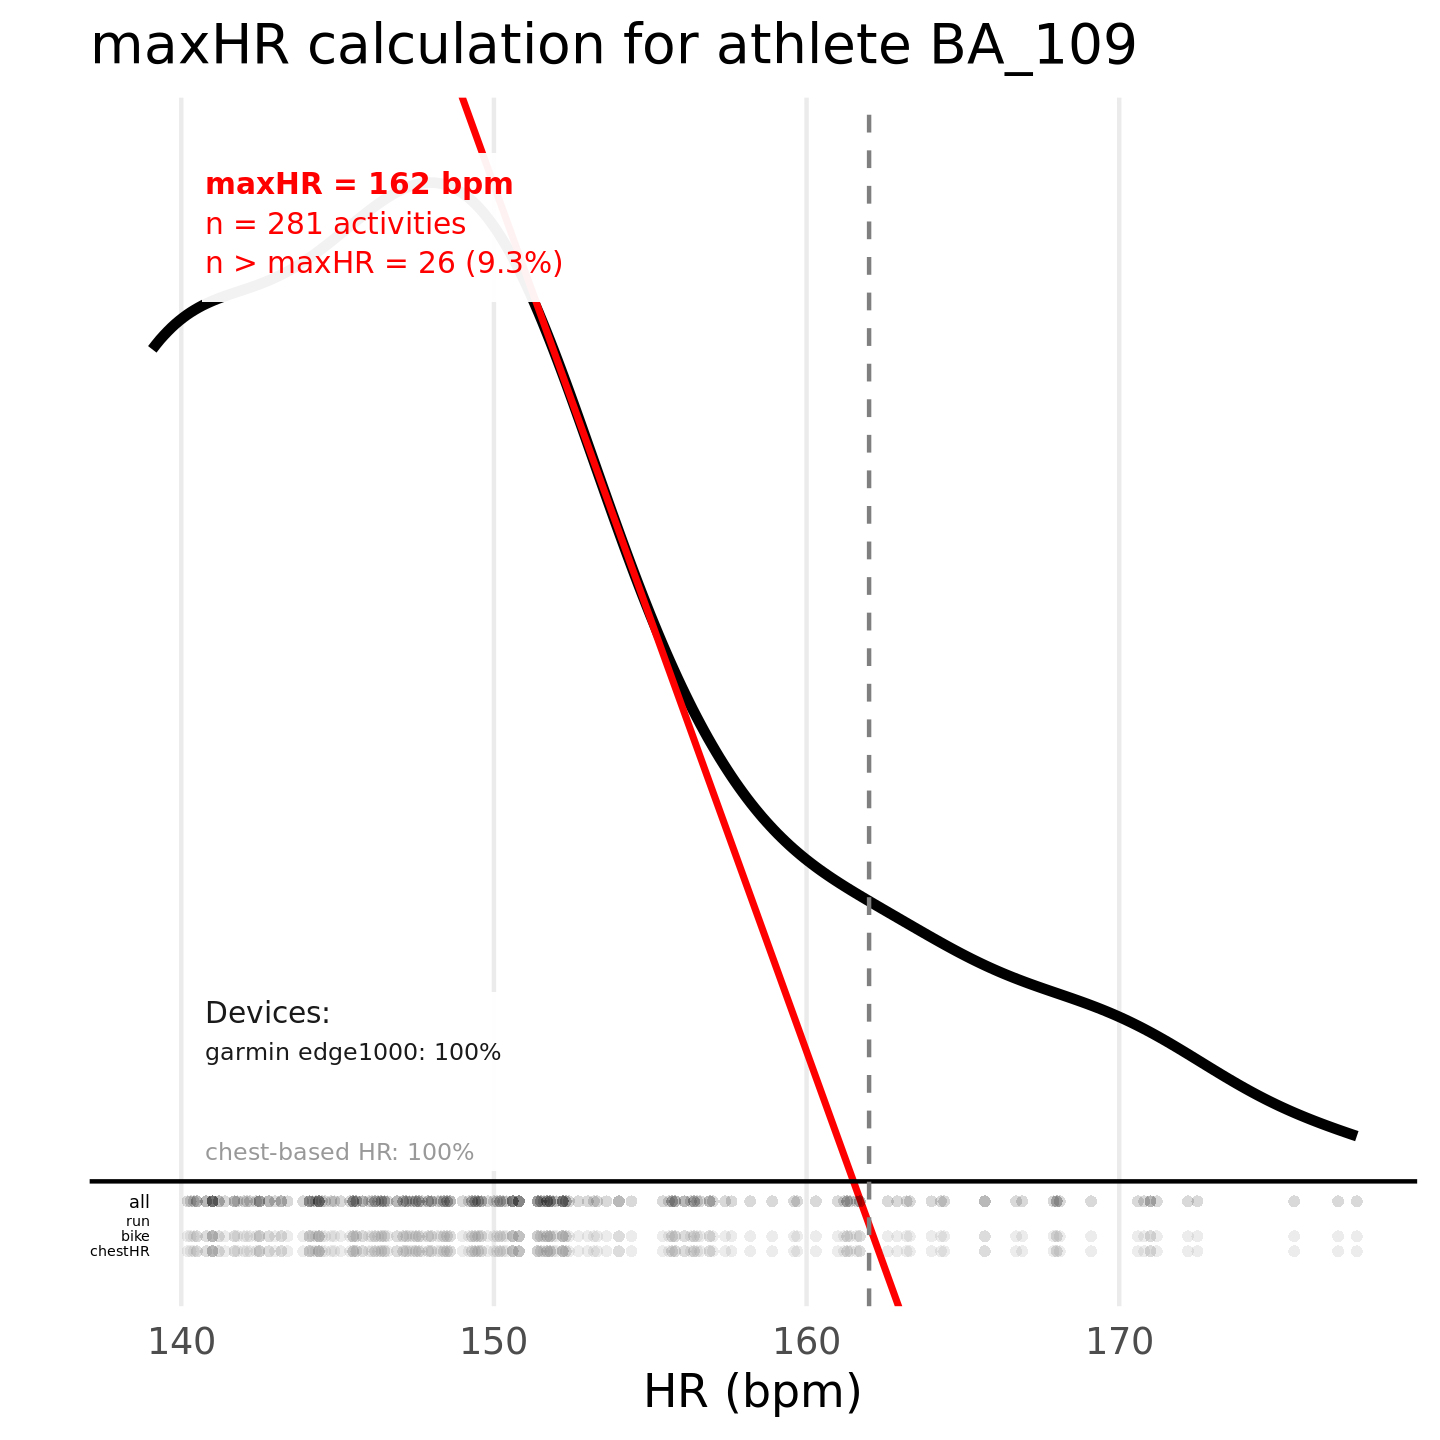 maxHR calculation for athlete BA_109
maxHR = 162 bpm
n = 281 activities
n > maxHR = 26 (9.3%)
Devices:
garmin edge1000: 100%
chest-based HR: 100%
all
run
bike
chestHR
140 150 160 170
HR (bpm)